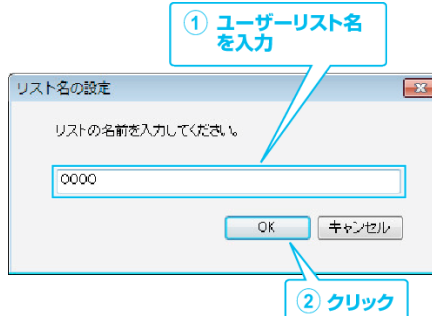 ① ユーザーリスト名
を入力
リスト名の設定
リストの名前を入力してください。
0000
OK
キャンセル
② クリック